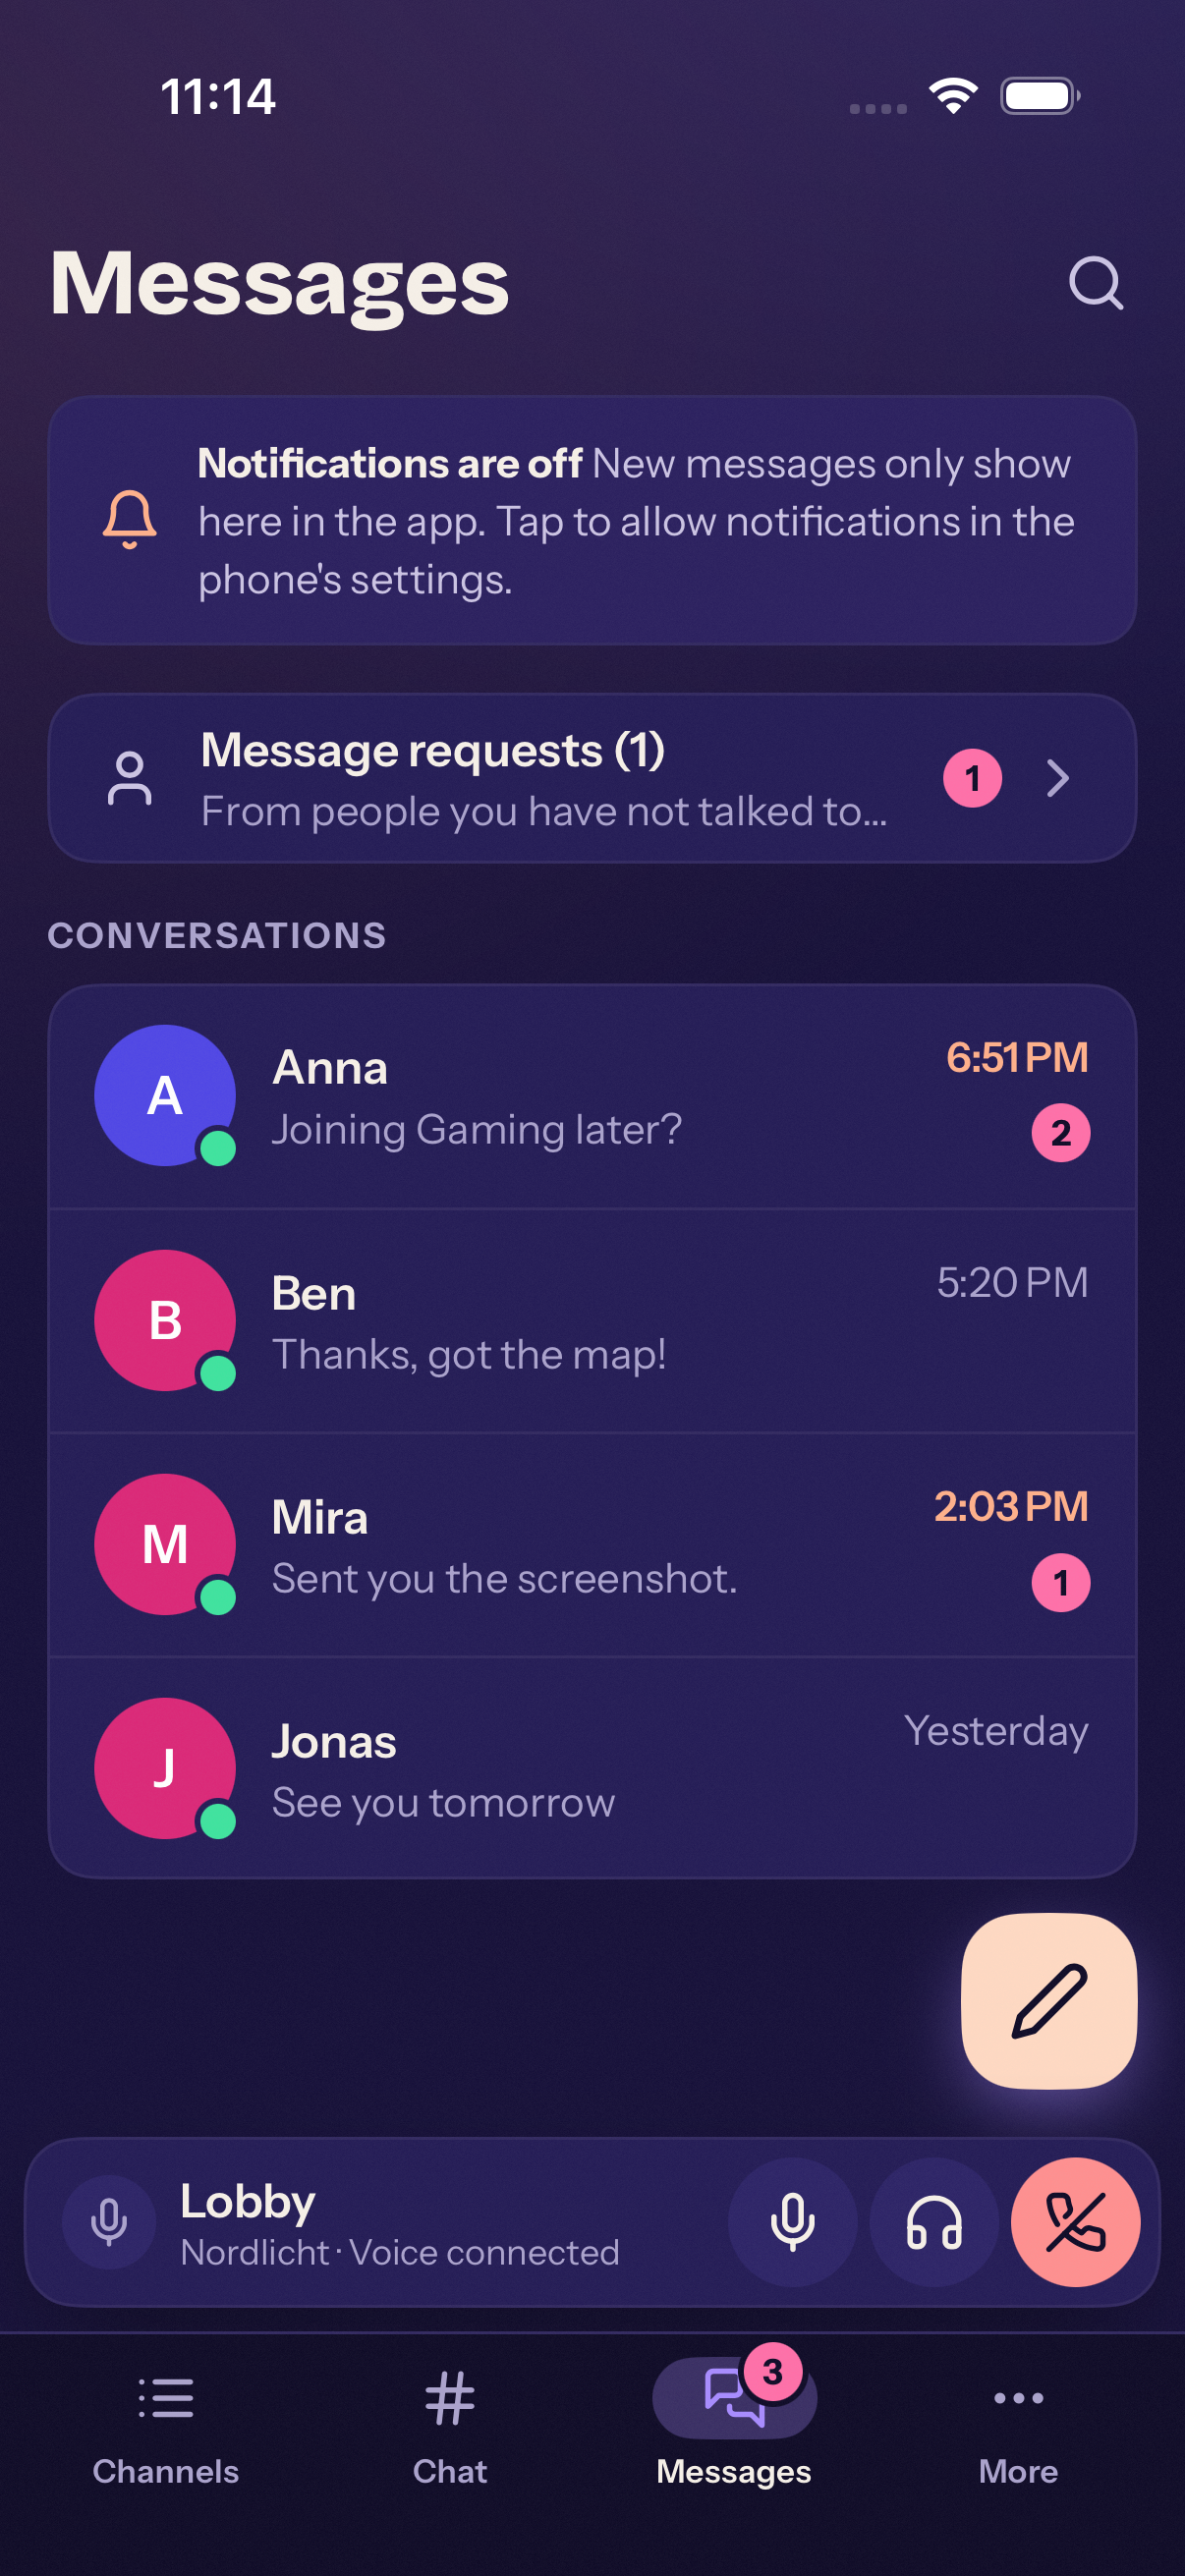 11:14
Messages
Notifications are off New messages only show
here in the app. Tap to allow notifications in the
phone's settings.
Message requests (1)
From people you have not talked to...
1
CONVERSATIONS
A
Anna
6:51 PM
Joining Gaming later?
2
B
Ben
5:20 PM
Thanks, got the map!
M
Mira
2:03 PM
Sent you the screenshot.
1
J
Jonas
Yesterday
See you tomorrow
Lobby
Nordlicht · Voice connected
3
Channels
Chat
Messages
More